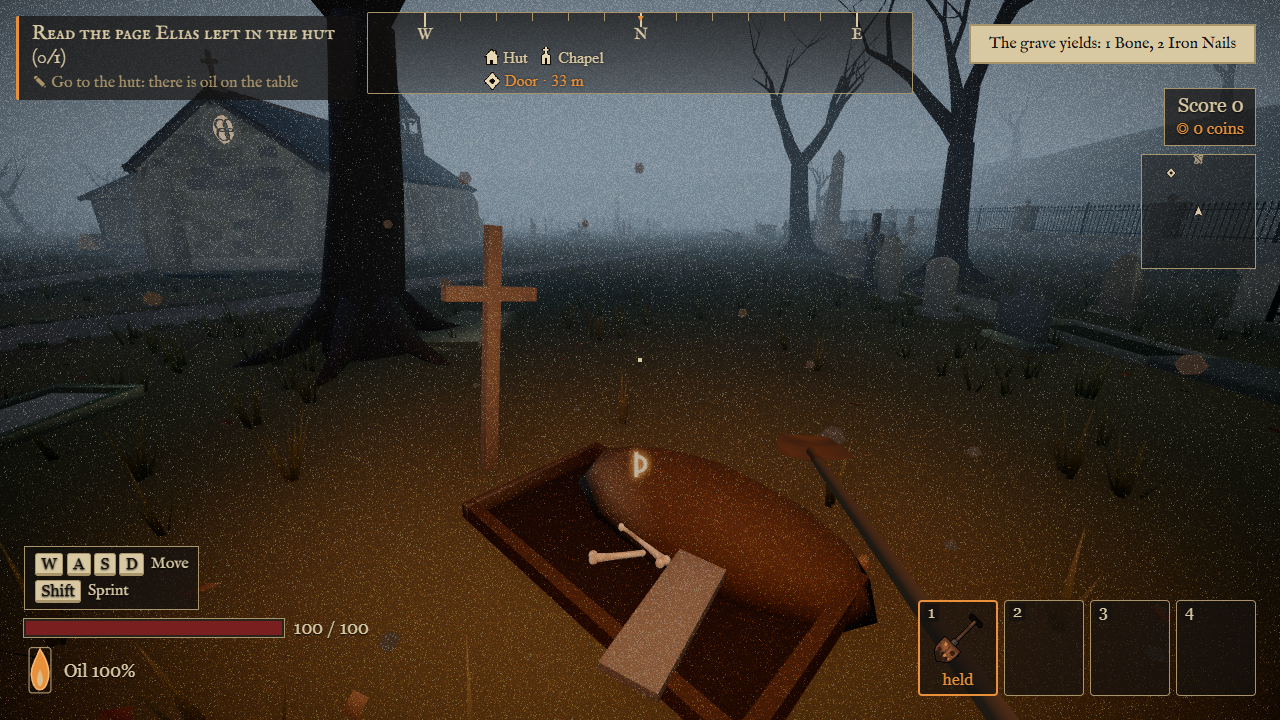 Read the page Elias left in the hut
(0/1)
Go to the hut: there is oil on the table
W N E
Hut Chapel
Door · 33 m
The grave yields: 1 Bone, 2 Iron Nails
Score 0
0 coins
N
Þ
W A S D Move
Shift Sprint
100 / 100
Oil 100%
1 2 3 4
held